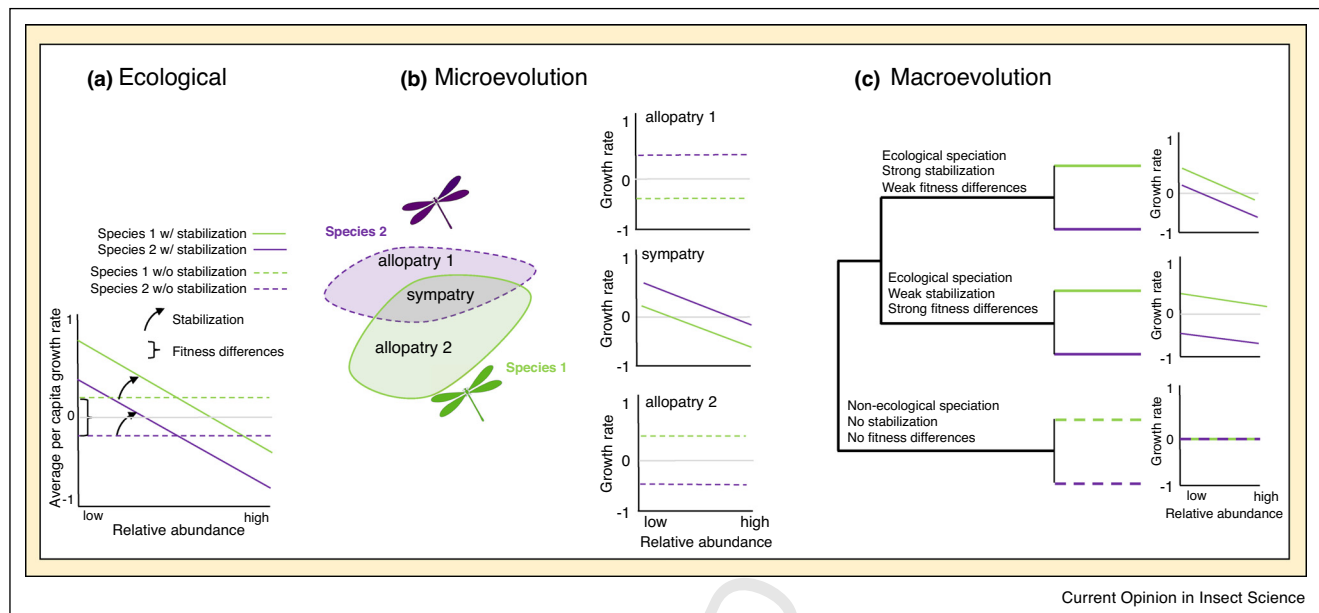 (a) Ecological
Species 1 w/ stabilization
Species 2 w/ stabilization
Species 1 w/o stabilization
Species 2 w/o stabilization
Stabilization
Fitness differences
Average per capita growth rate
1
0
-1
low
high
Relative abundance
(b) Microevolution
Species 2
allopatry 1
sympatry
allopatry 2
Species 1
allopatry 1
Growth rate
1
0
-1
sympatry
Growth rate
1
0
-1
allopatry 2
Growth rate
1
0
-1
low
high
Relative abundance
(c) Macroevolution
Ecological speciation
Strong stabilization
Weak fitness differences
Growth rate
1
0
-1
Ecological speciation
Weak stabilization
Strong fitness differences
Growth rate
1
0
-1
Non-ecological speciation
No stabilization
No fitness differences
Growth rate
1
0
-1
low
high
Relative abundance
Current Opinion in Insect Science